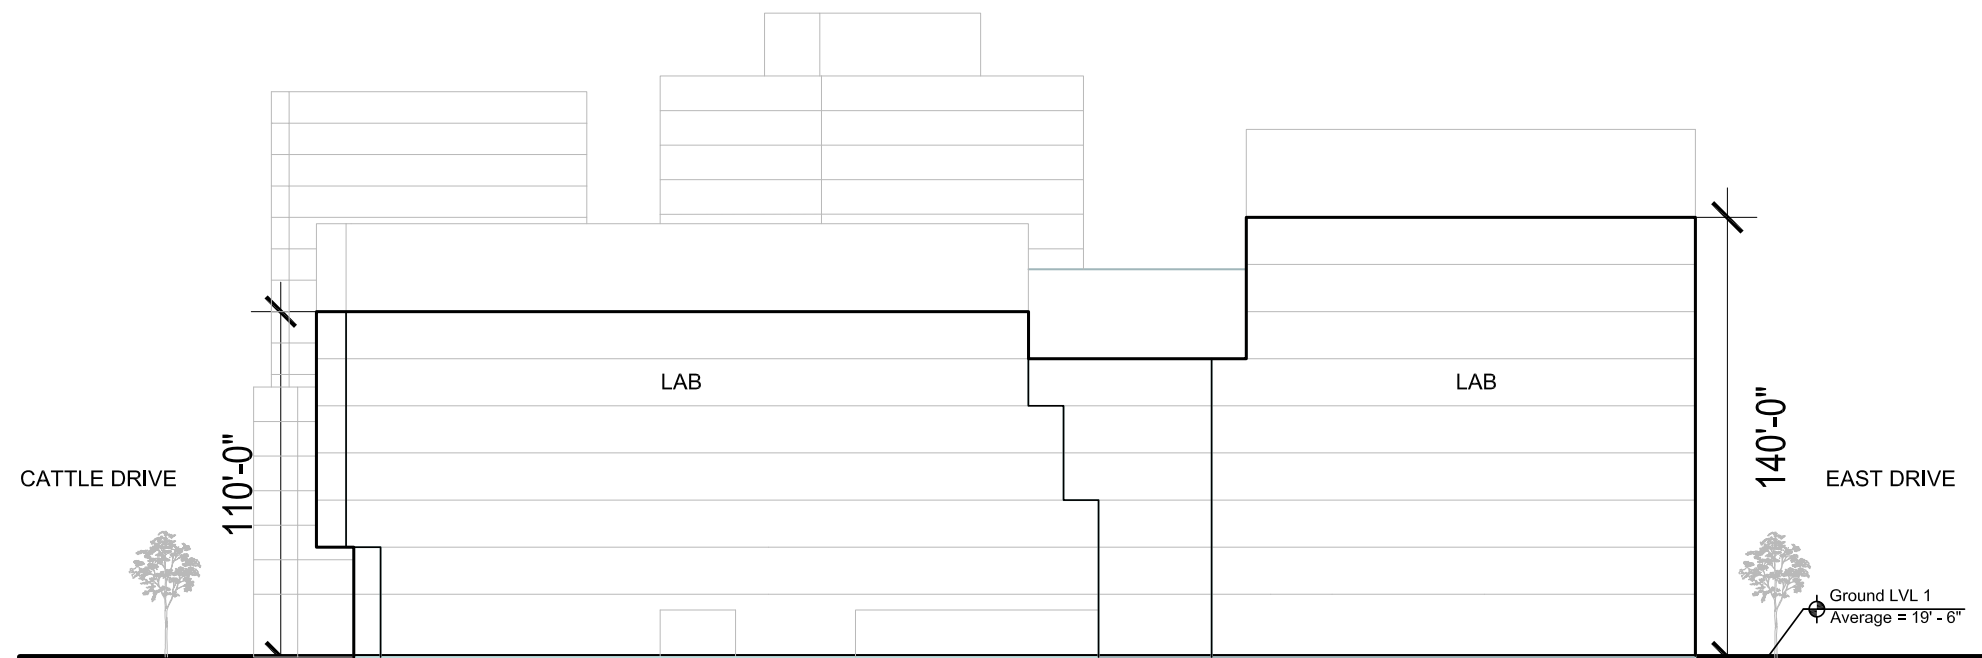 LAB
LAB
110'-0"
140'-0"
CATTLE DRIVE
EAST DRIVE
Ground LVL 1
Average = 19' - 6"